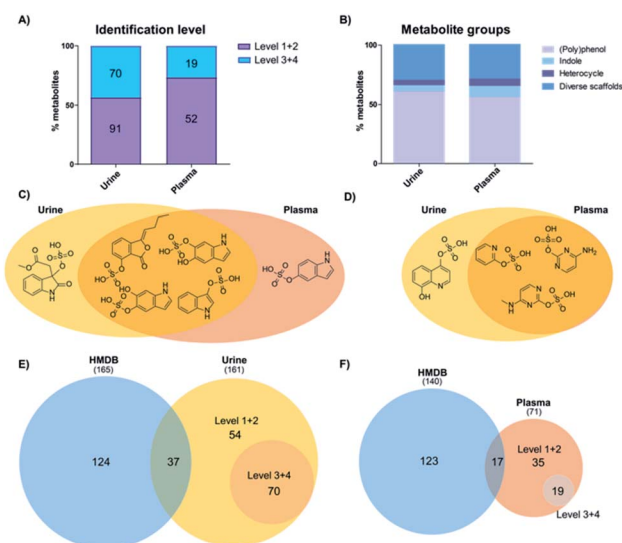 A)
Identification level
100
50
0
% metabolites
70
91
19
52
Urine
Plasma
Level 1+2
Level 3+4
B)
Metabolite groups
100
50
0
% metabolites
Urine
Plasma
(Poly)phenol
Indole
Heterocycle
Diverse scaffolds
C)
Urine
Plasma
D)
Urine
Plasma
E)
HMDB
(165)
Urine
(161)
124
37
Level 1+2
54
Level 3+4
70
F)
HMDB
(140)
Plasma
(71)
123
17
Level 1+2
35
19
Level 3+4